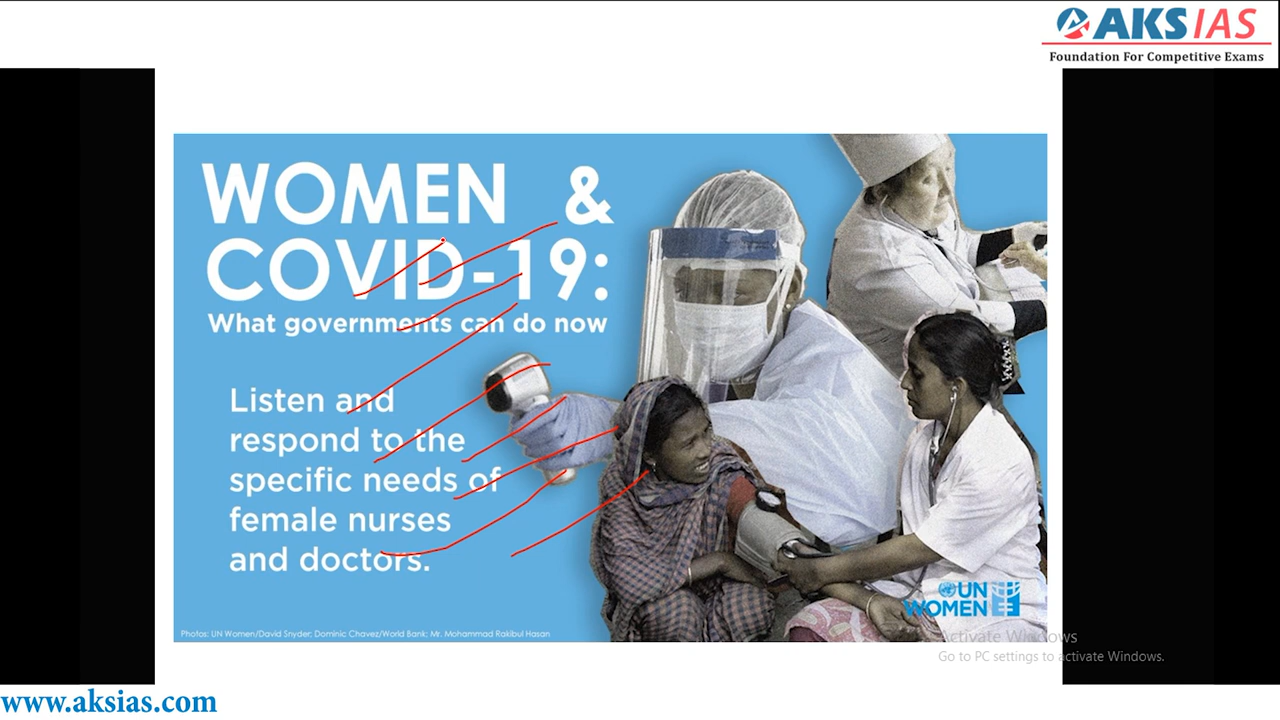 AKS IAS
Foundation For Competitive Exams
WOMEN &
COVID-19:
What governments can do now
Listen and
respond to the
specific needs of
female nurses
and doctors.
UN
WOMEN
Photos: UN Women/David Snyder; Dominic Chavez/World Bank; Mr. Mohammad Rakibul Hasan
Activate Windows
Go to PC settings to activate Windows.
www.aksias.com